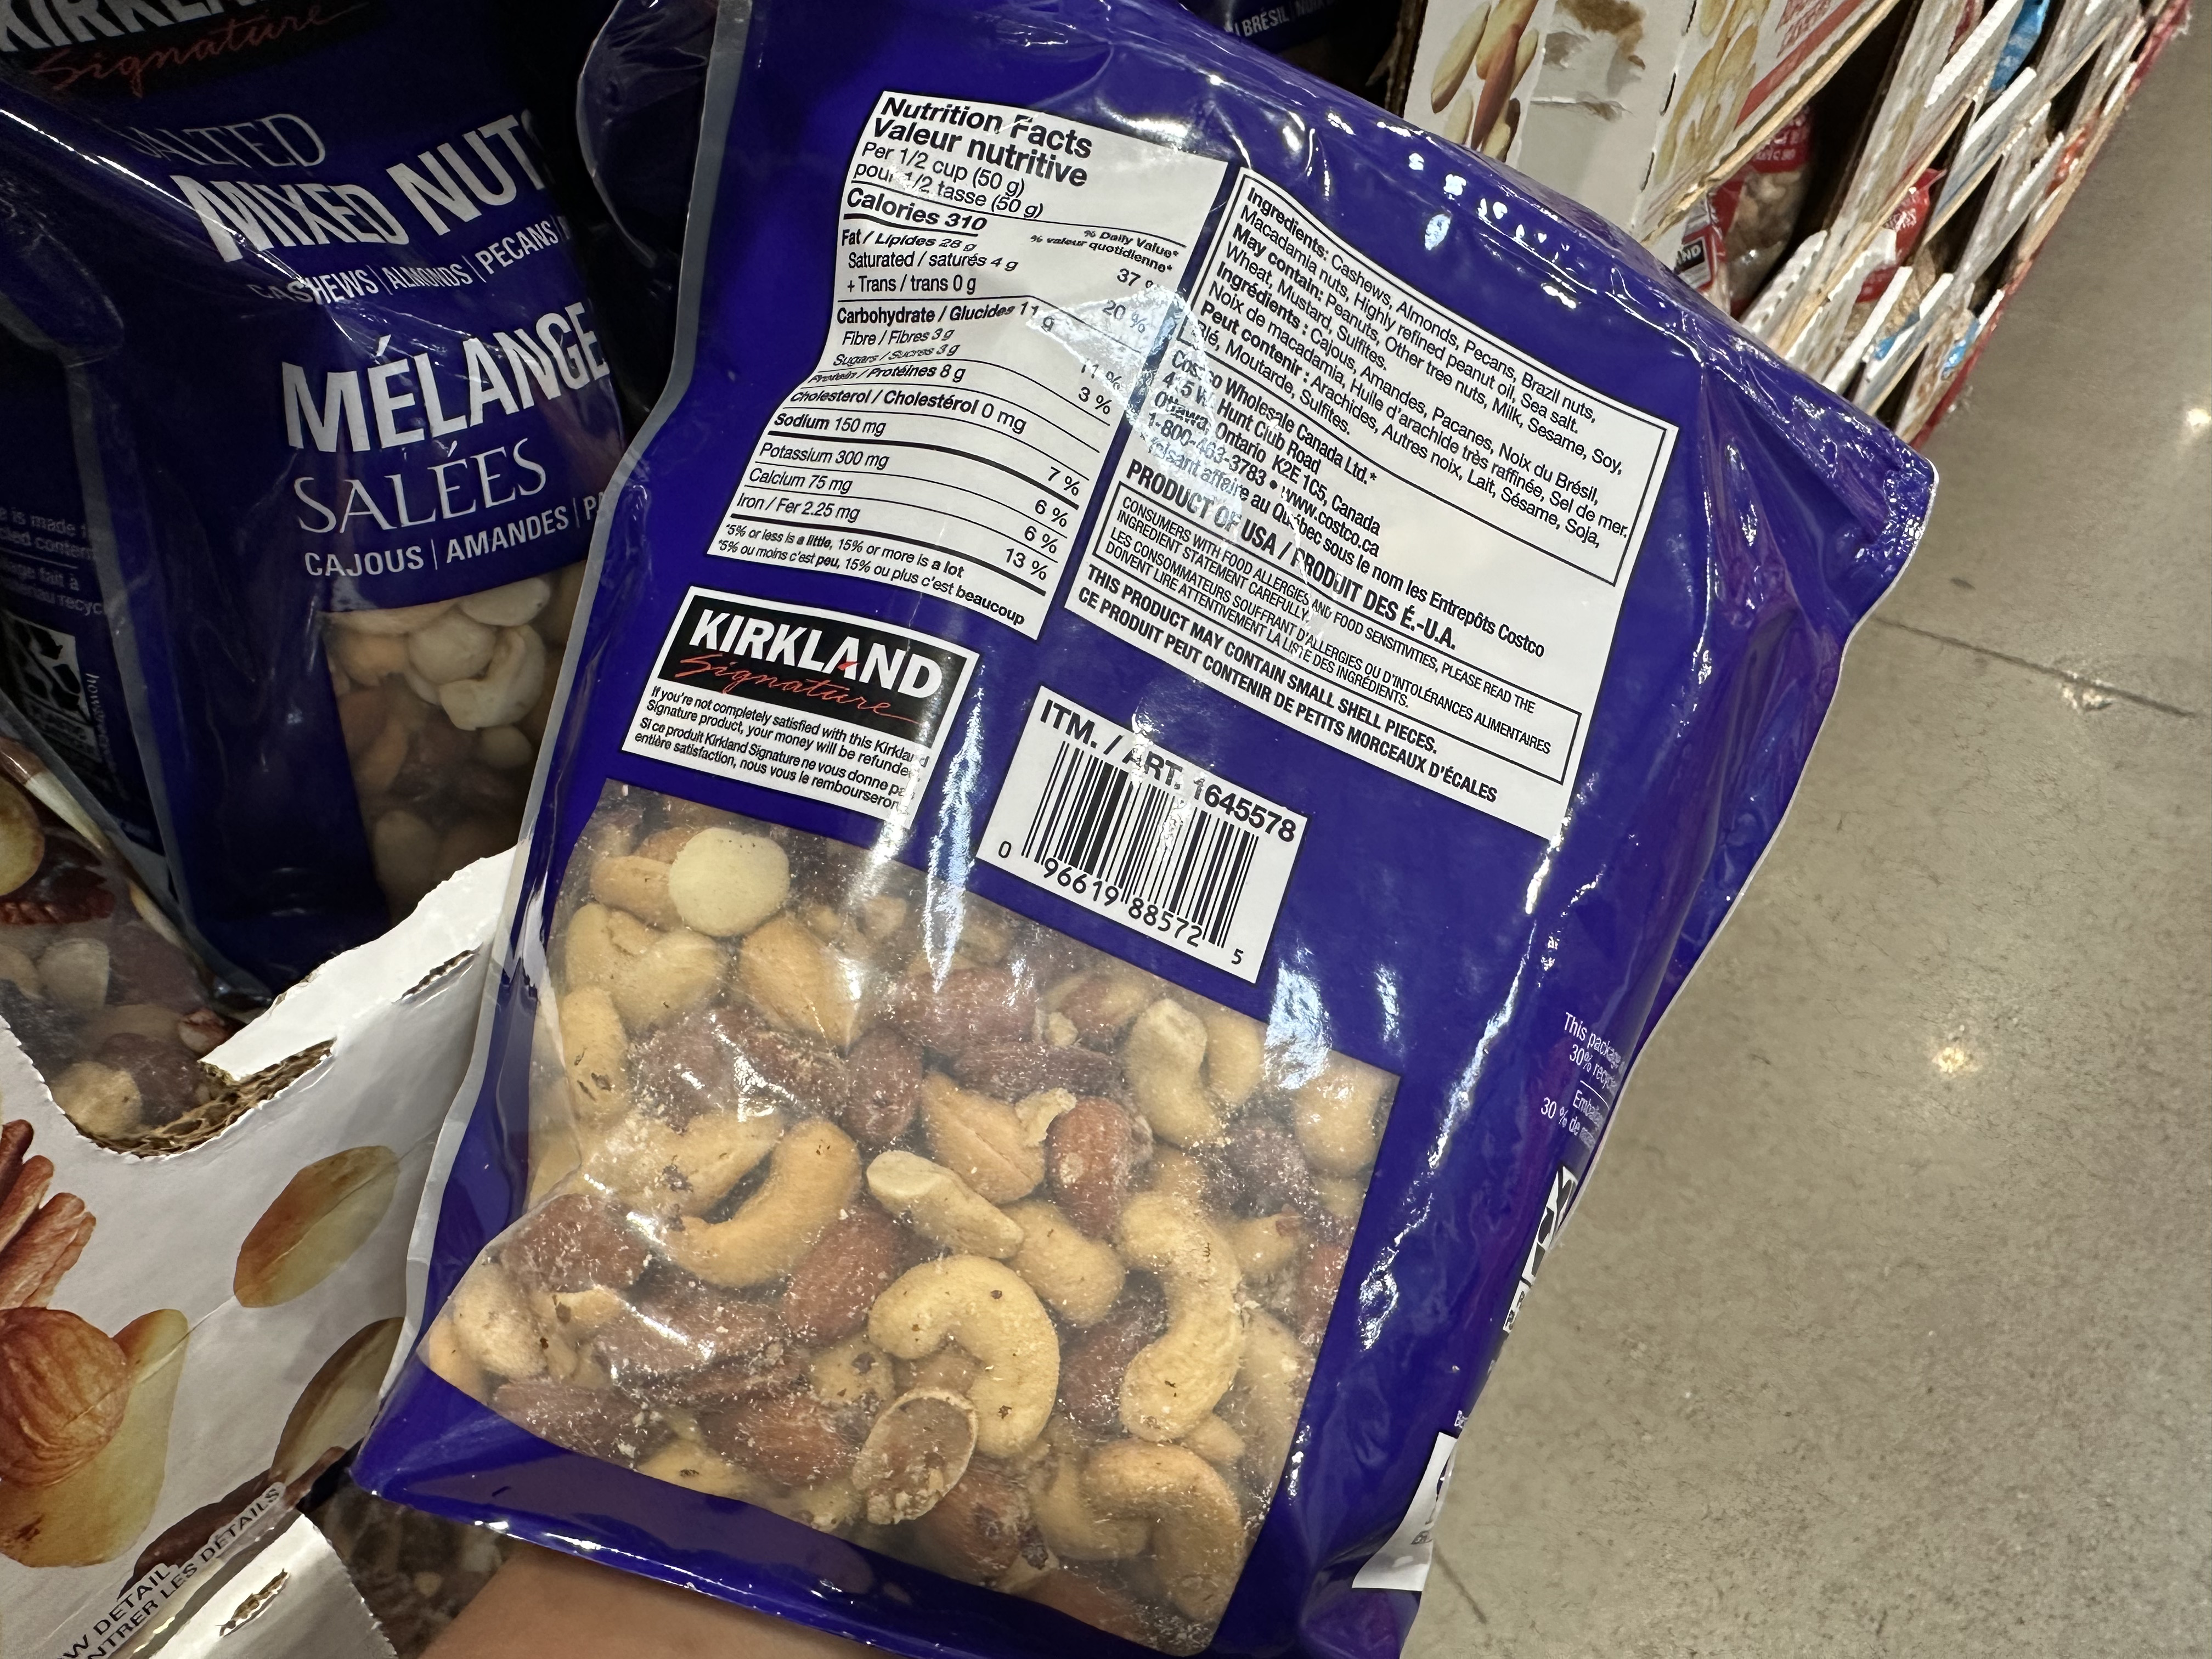 Signature
SALTED
MIXED NUTS
CASHEWS | ALMONDS | PECANS
MÉLANGE
SALÉES
CAJOUS | AMANDES
Nutrition Facts
Valeur nutritive
Per 1/2 cup (50 g)
pour 1/2 tasse (50 g)
Calories 310
% Daily Value*
% valeur quotidienne*
Fat / Lipides 28 g 37 %
Saturated / saturés 4 g
+ Trans / trans 0 g 20 %
Carbohydrate / Glucides 11 g
Fibre / Fibres 3 g 11 %
Sugars / Sucres 3 g 3 %
Protein / Protéines 8 g
Cholesterol / Cholestérol 0 mg
Sodium 150 mg 7 %
Potassium 300 mg 6 %
Calcium 75 mg 6 %
Iron / Fer 2.25 mg 13 %
*5% or less is a little, 15% or more is a lot
*5% ou moins c'est peu, 15% ou plus c'est beaucoup
Ingredients: Cashews, Almonds, Pecans, Brazil nuts,
Macadamia nuts, Highly refined peanut oil, Sea salt.
May contain: Peanuts, Other tree nuts, Milk, Sesame, Soy,
Wheat, Mustard, Sulfites.
Ingrédients : Cajous, Amandes, Pacanes, Noix du Brésil,
Noix de macadamia, Huile d'arachide très raffinée, Sel de mer.
Peut contenir : Arachides, Autres noix, Lait, Sésame, Soja,
Blé, Moutarde, Sulfites.
Costco Wholesale Canada Ltd.*
415 W. Hunt Club Road
Ottawa, Ontario K2E 1C5, Canada
1-800-463-3783 • www.costco.ca
*faisant affaire au Québec sous le nom les Entrepôts Costco
PRODUCT OF USA / PRODUIT DES É.-U.A.
CONSUMERS WITH FOOD ALLERGIES AND FOOD SENSITIVITIES, PLEASE READ THE
INGREDIENT STATEMENT CAREFULLY.
LES CONSOMMATEURS SOUFFRANT D'ALLERGIES OU D'INTOLÉRANCES ALIMENTAIRES
DOIVENT LIRE ATTENTIVEMENT LA LISTE DES INGRÉDIENTS.
THIS PRODUCT MAY CONTAIN SMALL SHELL PIECES.
CE PRODUIT PEUT CONTENIR DE PETITS MORCEAUX D'ÉCALES
KIRKLAND
Signature
If you're not completely satisfied with this Kirkland
Signature product, your money will be refunded
Si ce produit Kirkland Signature ne vous donne pas
entière satisfaction, nous vous le rembourserons
ITM. / ART. 1645578
0 96619 88572 5
This package
30%
30 % de
LES DÉTAILS